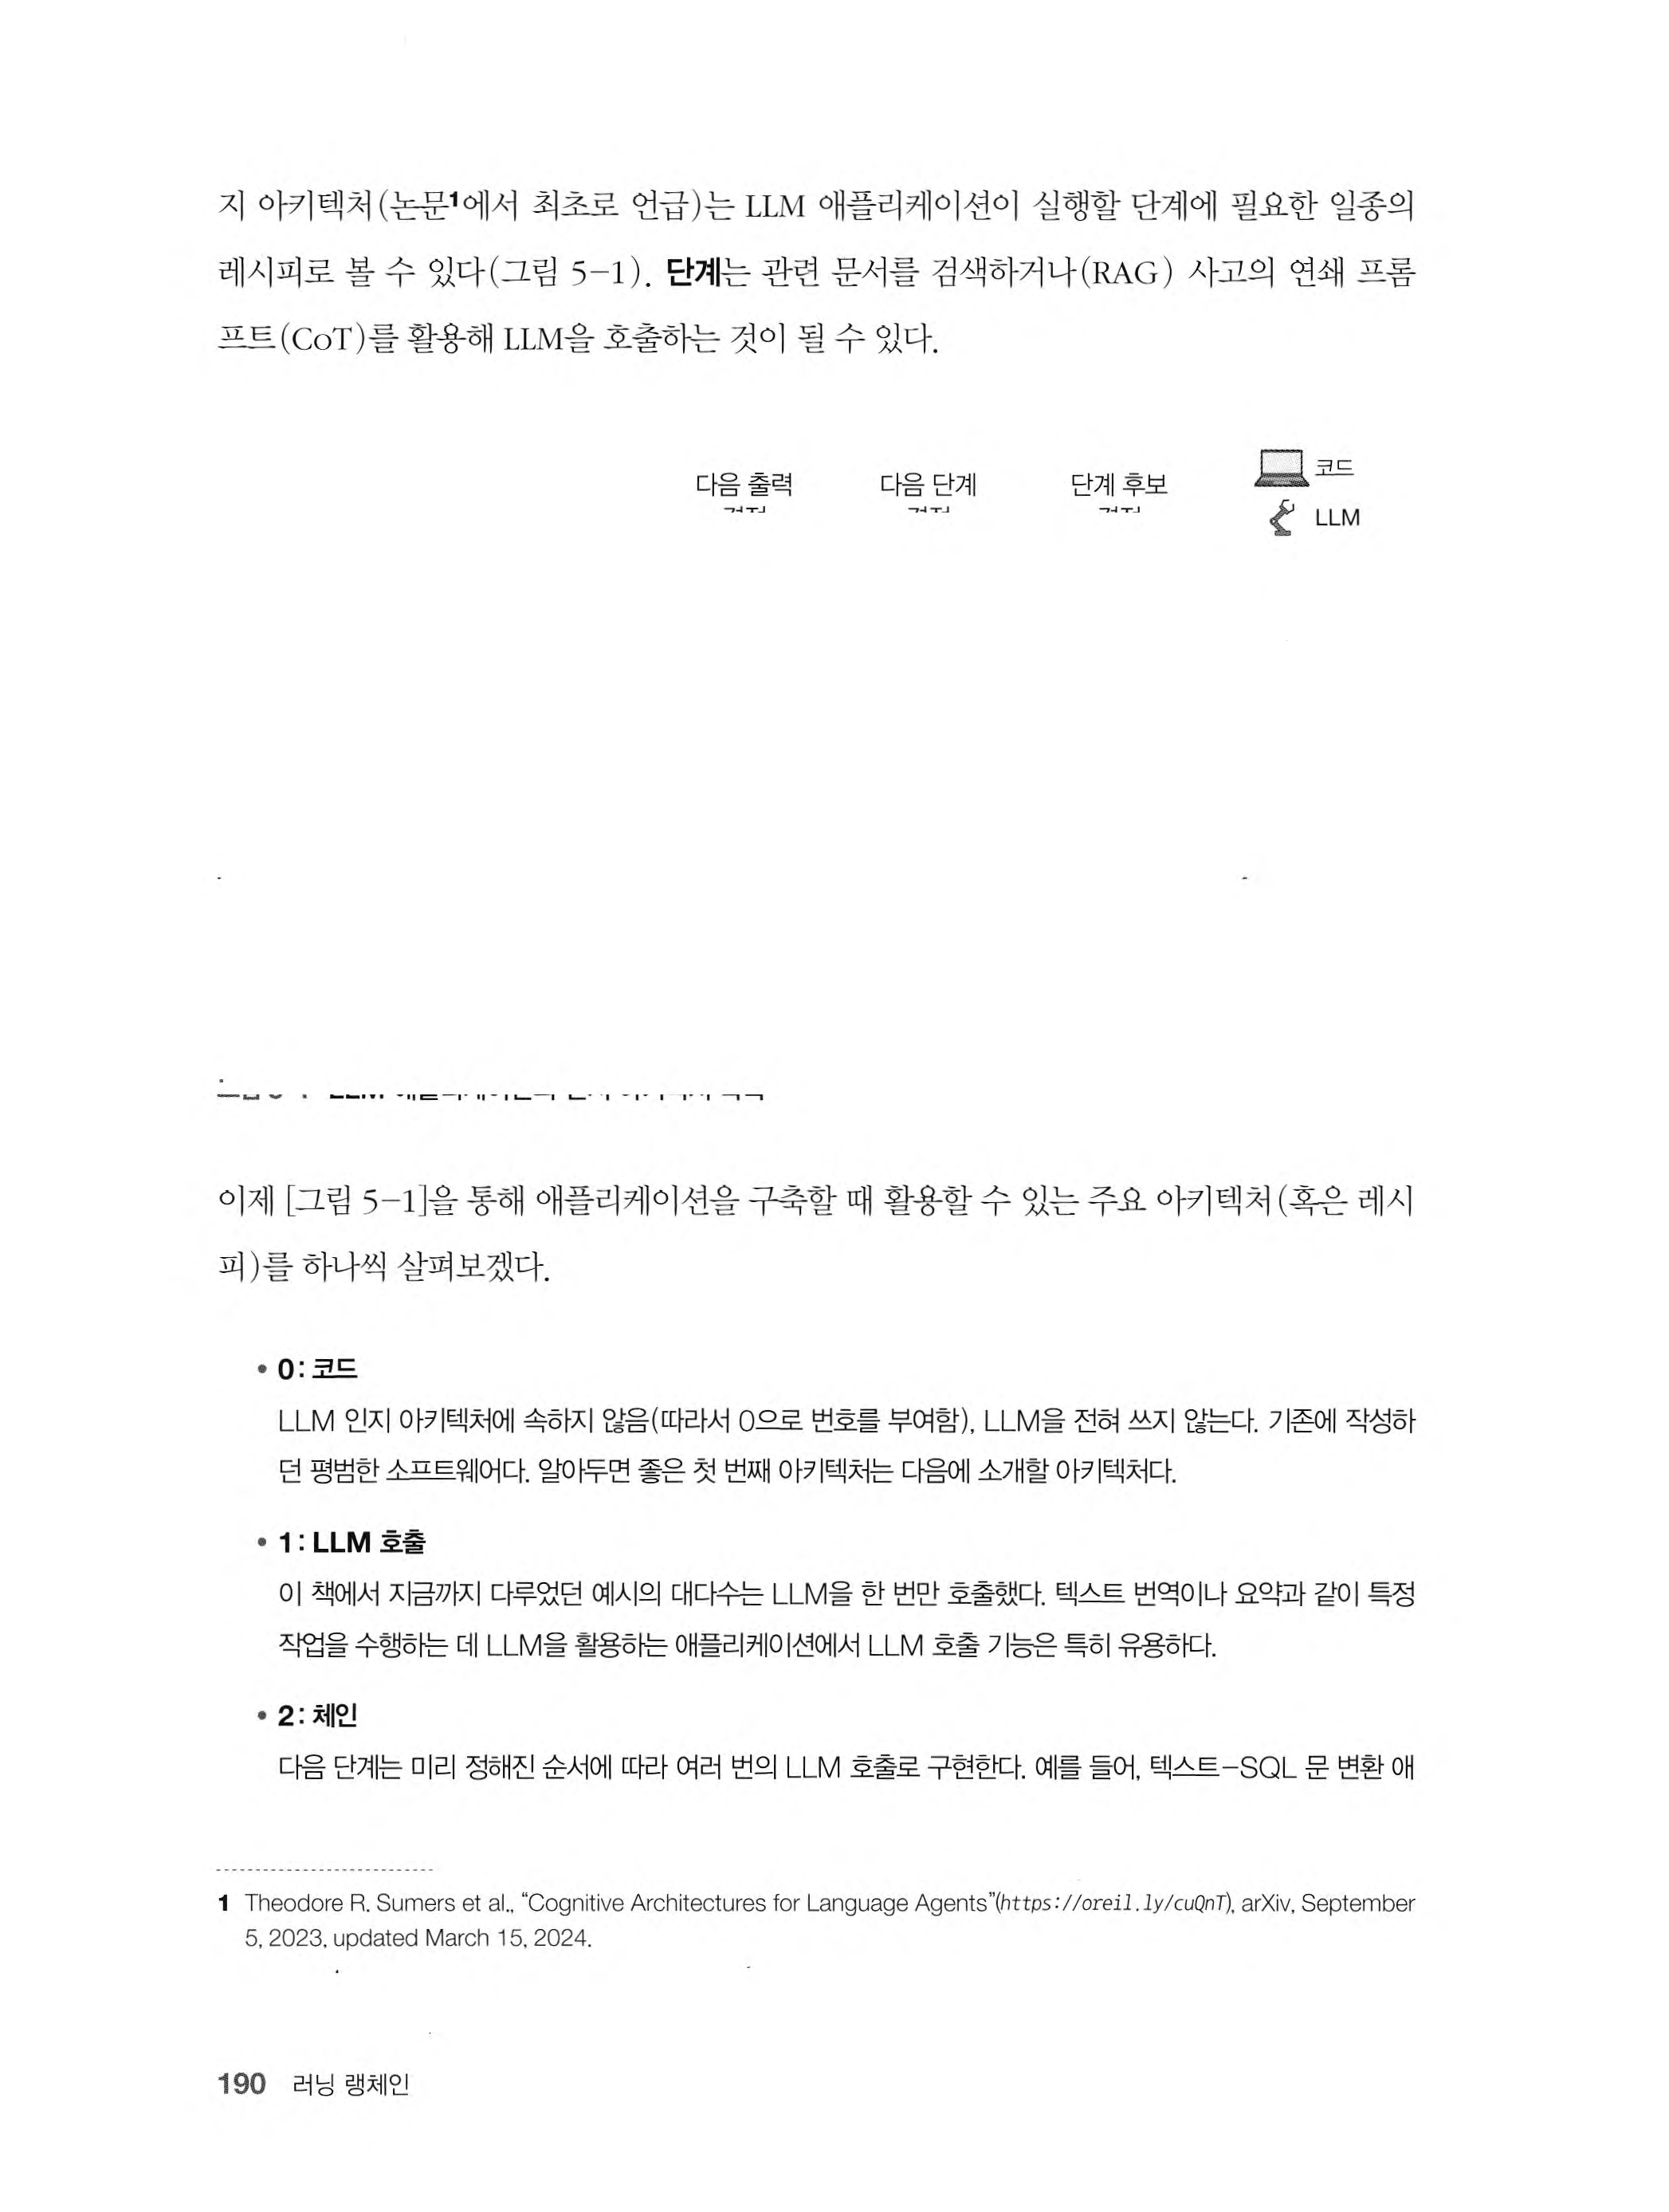 지 아키텍처(논문1에서 최초로 언급)는 LLM 애플리케이션이 실행할 단계에 필요한 일종의
레시피로 볼 수 있다(그림 5-1). 단계는 관련 문서를 검색하거나(RAG) 사고의 연쇄 프롬
프트(CoT)를 활용해 LLM을 호출하는 것이 될 수 있다.
다음 출력
다음 단계
단계 후보
코드
LLM
이제 [그림 5-1]을 통해 애플리케이션을 구축할 때 활용할 수 있는 주요 아키텍처(혹은 레시
피)를 하나씩 살펴보겠다.
• 0: 코드
LLM 인지 아키텍처에 속하지 않음(따라서 0으로 번호를 부여함), LLM을 전혀 쓰지 않는다. 기존에 작성하
던 평범한 소프트웨어다. 알아두면 좋은 첫 번째 아키텍처는 다음에 소개할 아키텍처다.
• 1: LLM 호출
이 책에서 지금까지 다루었던 예시의 대다수는 LLM을 한 번만 호출했다. 텍스트 번역이나 요약과 같이 특정
작업을 수행하는 데 LLM을 활용하는 애플리케이션에서 LLM 호출 기능은 특히 유용하다.
• 2: 체인
다음 단계는 미리 정해진 순서에 따라 여러 번의 LLM 호출로 구현한다. 예를 들어, 텍스트-SQL 문 변환 애
1 Theodore R. Sumers et al., “Cognitive Architectures for Language Agents”(https://oreil.ly/cuQnT), arXiv, September
5, 2023, updated March 15, 2024.
190 러닝 랭체인